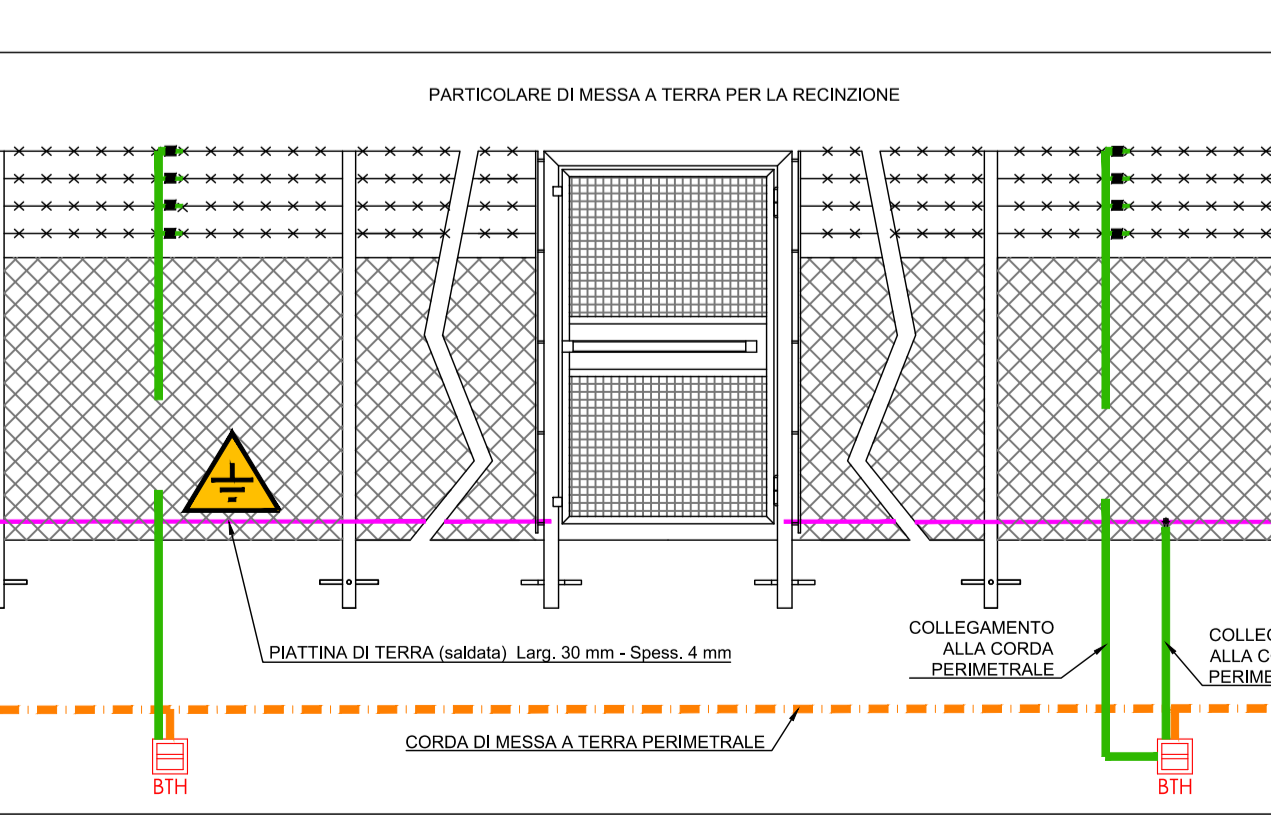 PARTICOLARE DI MESSA A TERRA PER LA RECINZIONE
COLLEGAMENTO
ALLA CORDA
PERIMETRALE
PIATTINA DI TERRA (saldata) Larg. 30 mm - Spess. 4 mm
CORDA DI MESSA A TERRA PERIMETRALE
BTH
BTH